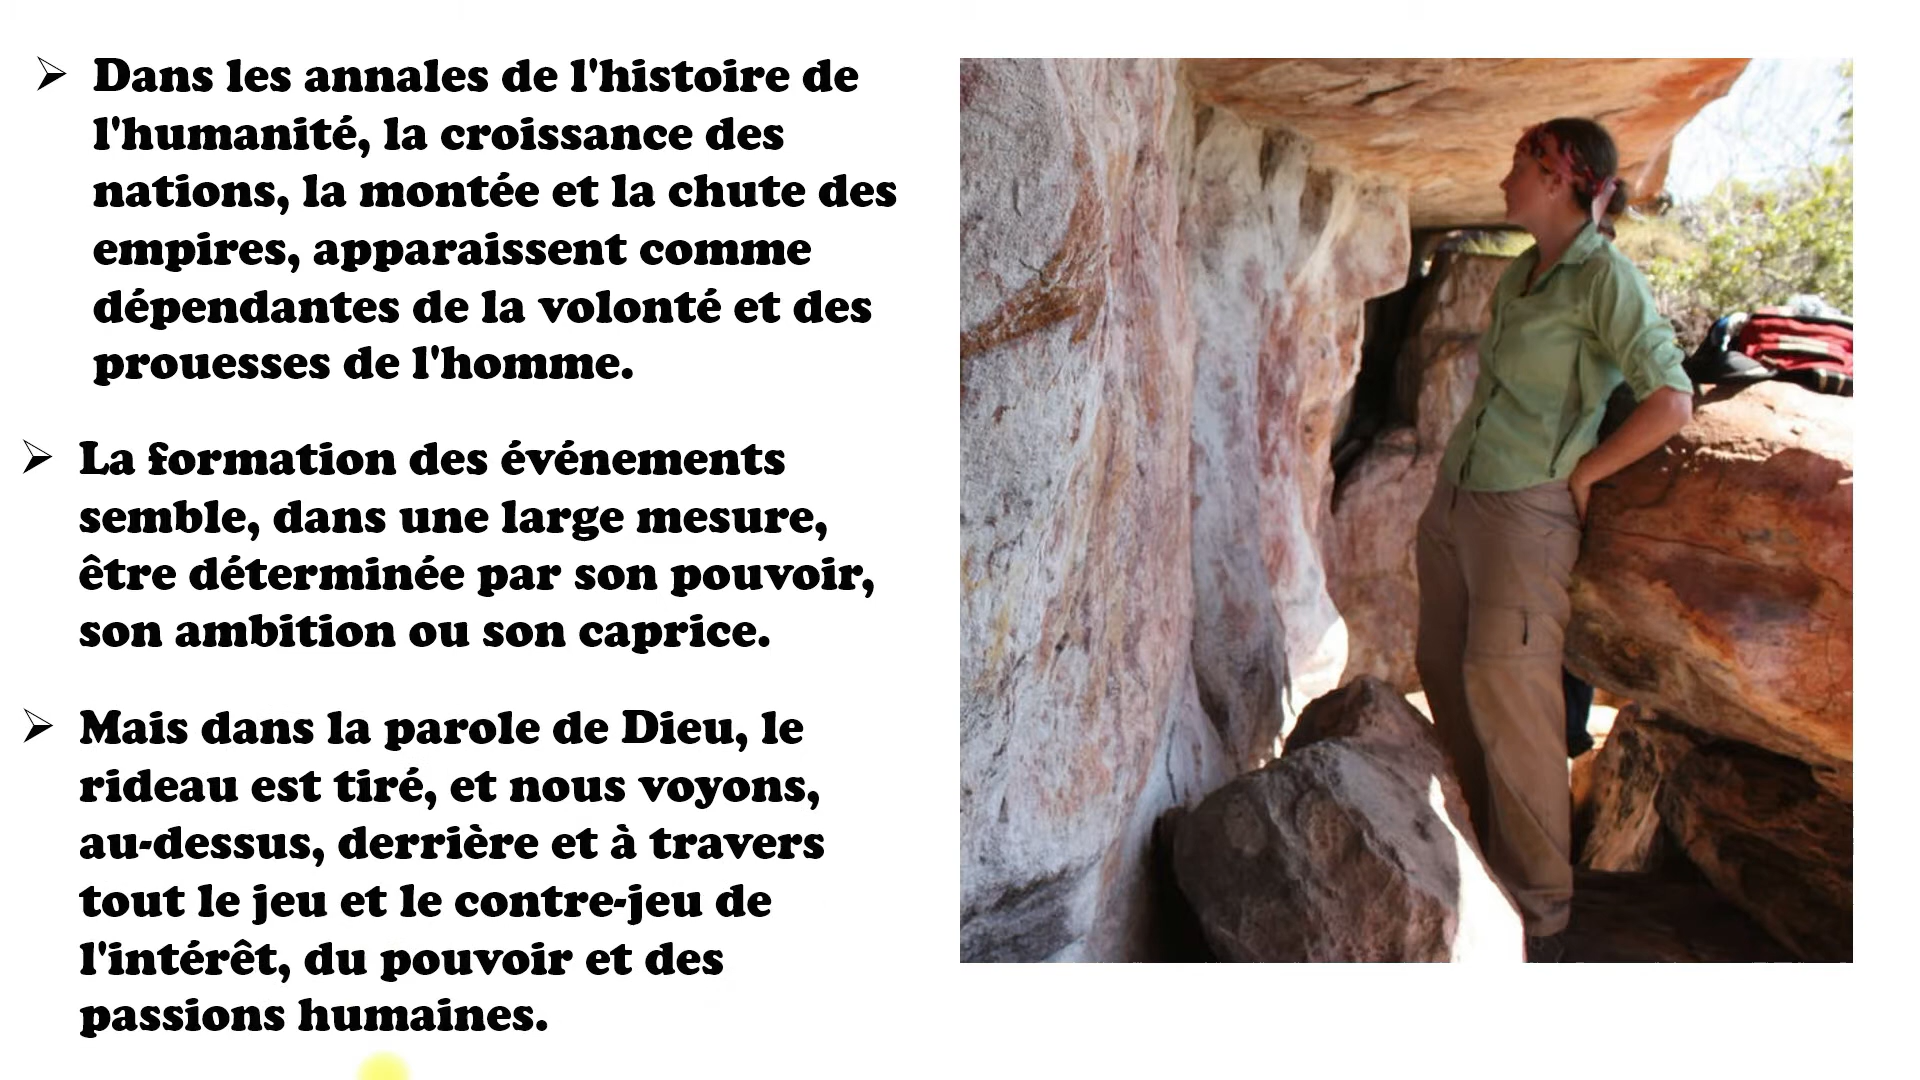 Dans les annales de l'histoire de
l'humanité, la croissance des
nations, la montée et la chute des
empires, apparaissent comme
dépendantes de la volonté et des
prouesses de l'homme.
La formation des événements
semble, dans une large mesure,
être déterminée par son pouvoir,
son ambition ou son caprice.
Mais dans la parole de Dieu, le
rideau est tiré, et nous voyons,
au-dessus, derrière et à travers
tout le jeu et le contre-jeu de
l'intérêt, du pouvoir et des
passions humaines.